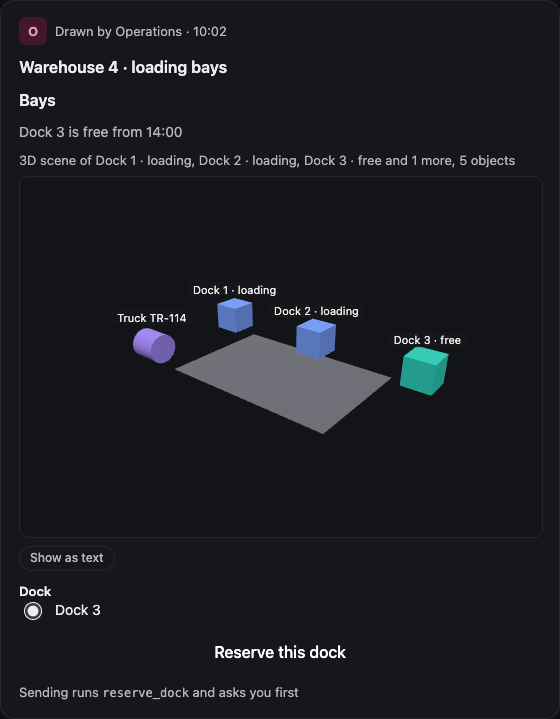 O
Drawn by Operations · 10:02
Warehouse 4 · loading bays
Bays
Dock 3 is free from 14:00
3D scene of Dock 1 · loading, Dock 2 · loading, Dock 3 · free and 1 more, 5 objects
Dock 1 · loading
Dock 2 · loading
Truck TR-114
Dock 3 · free
Show as text
Dock
Dock 3
Reserve this dock
Sending runs reserve_dock and asks you first